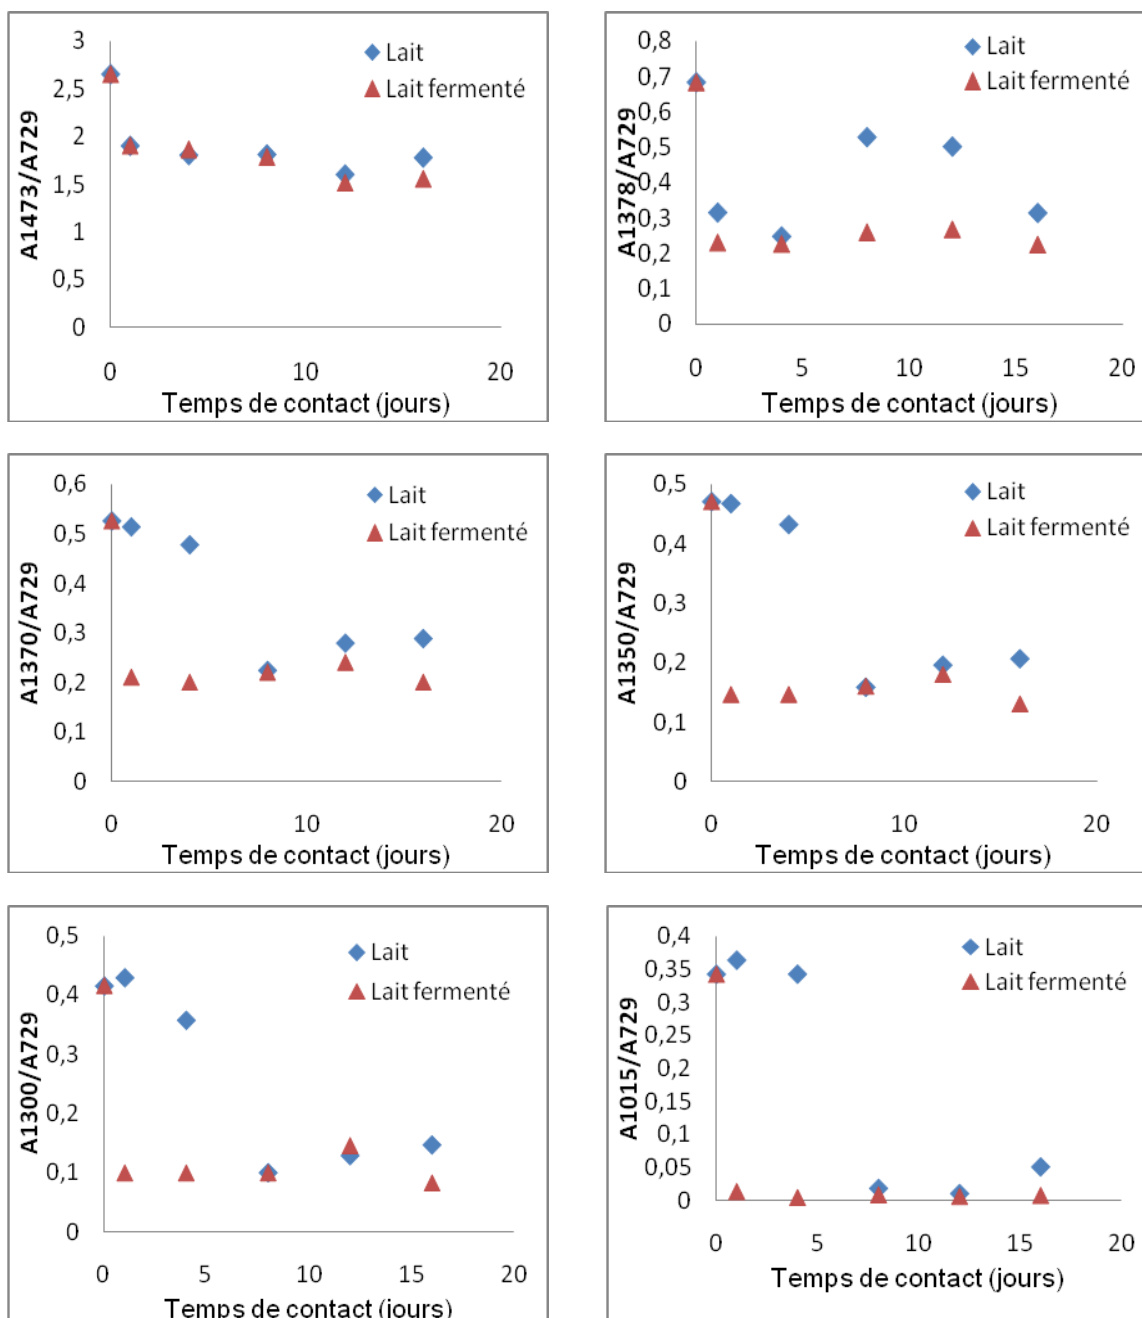 A1473/A729
3
2,5
2
1,5
1
0,5
0
Lait
Lait fermenté
0 10 20
Temps de contact (jours)
A1378/A729
0,8
0,7
0,6
0,5
0,4
0,3
0,2
0,1
0
Lait
Lait fermenté
0 5 10 15 20
Temps de contact (jours)
A1370/A729
0,6
0,5
0,4
0,3
0,2
0,1
0
Lait
Lait fermenté
0 10 20
Temps de contact (jours)
A1350/A729
0,5
0,4
0,3
0,2
0,1
0
Lait
Lait fermenté
0 10 20
Temps de contact (jours)
A1300/A729
0,5
0,4
0,3
0,2
0,1
0
Lait
Lait fermenté
0 5 10 15 20
Temps de contact (jours)
A1015/A729
0,4
0,35
0,3
0,25
0,2
0,15
0,1
0,05
0
Lait
Lait fermenté
0 5 10 15 20
Temps de contact (jours)